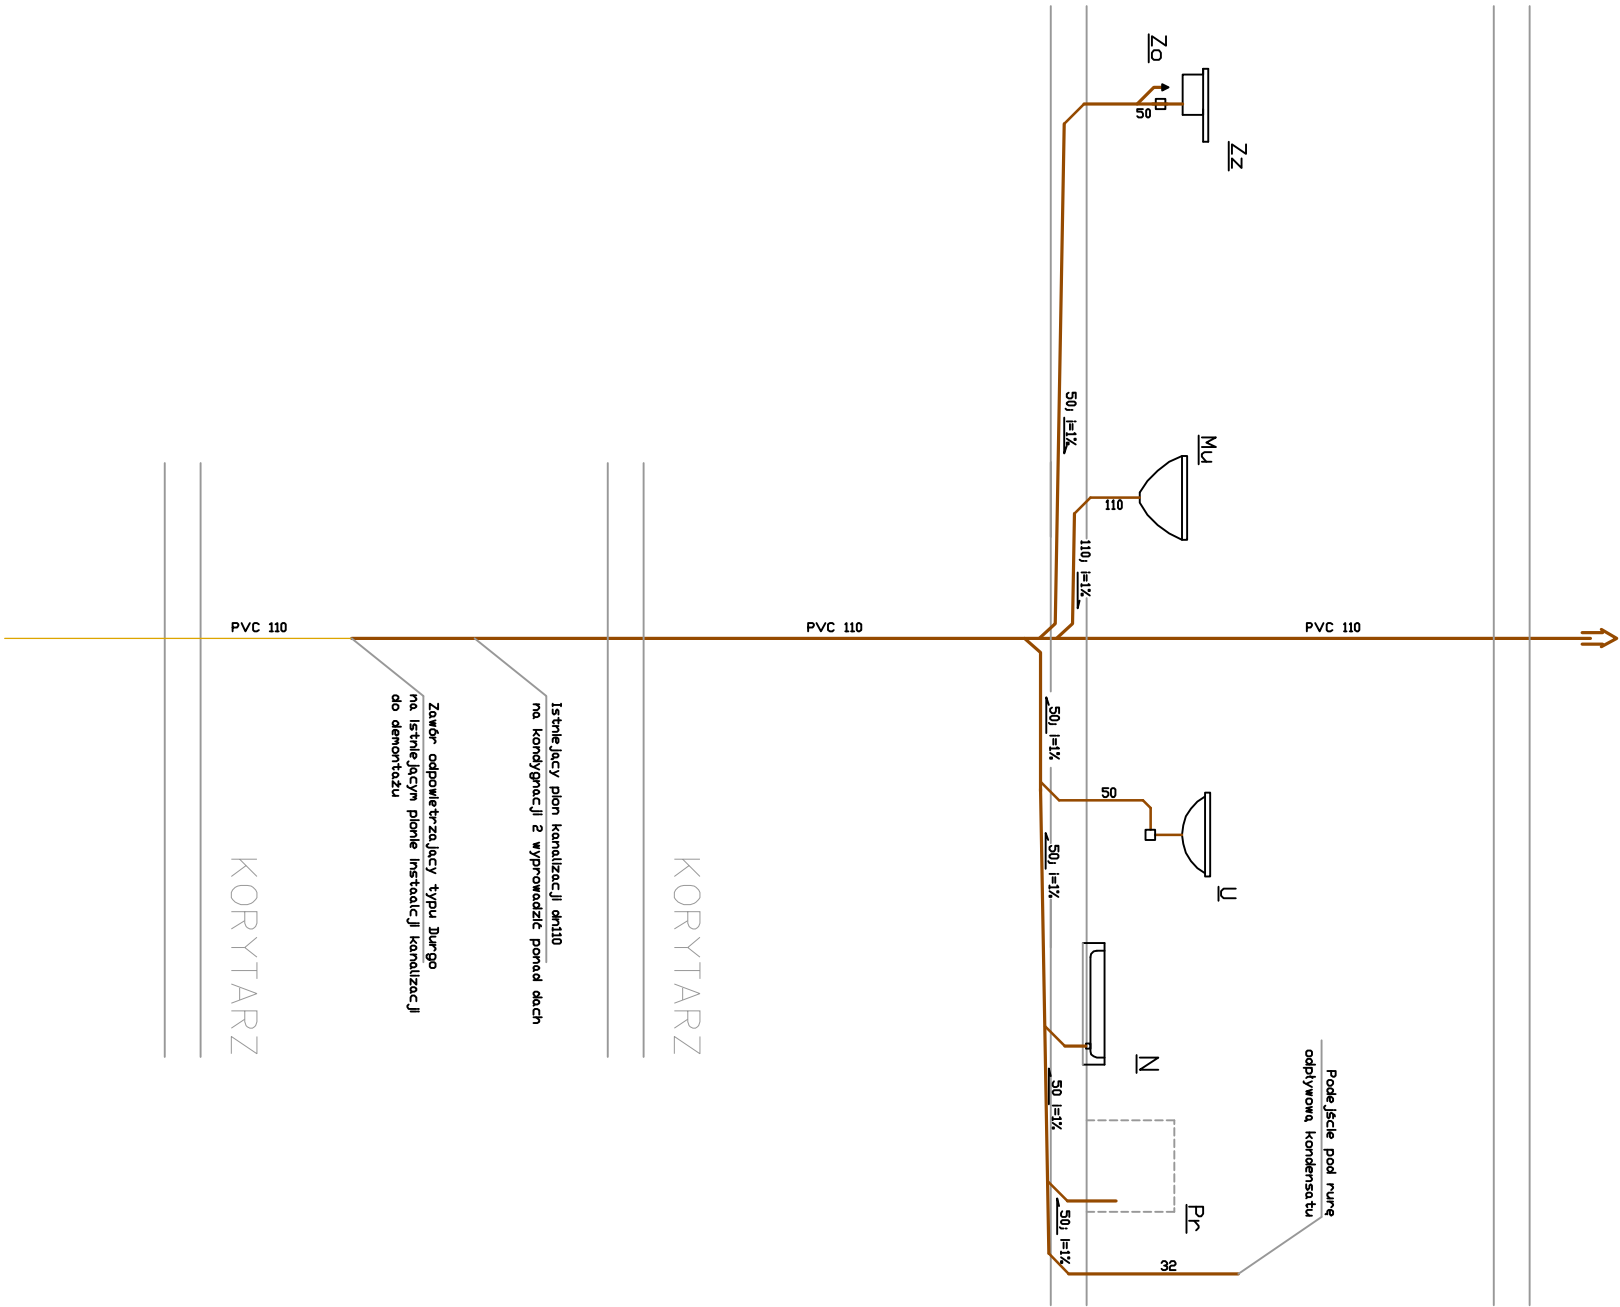 Zo
Zz
50
50; i=1%
Mu
110
110; i=1%
PVC 110
PVC 110
PVC 110
Zawór odpowietrzający typu Durgo
na istniejącym pionie instaalcji kanalizacji
do demontażu
Istniejący pion kanalizacji dn110
na kondygnacji 2 wyprowadzić ponad dach
50; i=1%
50
50; i=1%
U
KORYTARZ
KORYTARZ
N
50 i=1%
Podejście pod rurę
odpływową kondensatu
Pr
50; i=1%
32